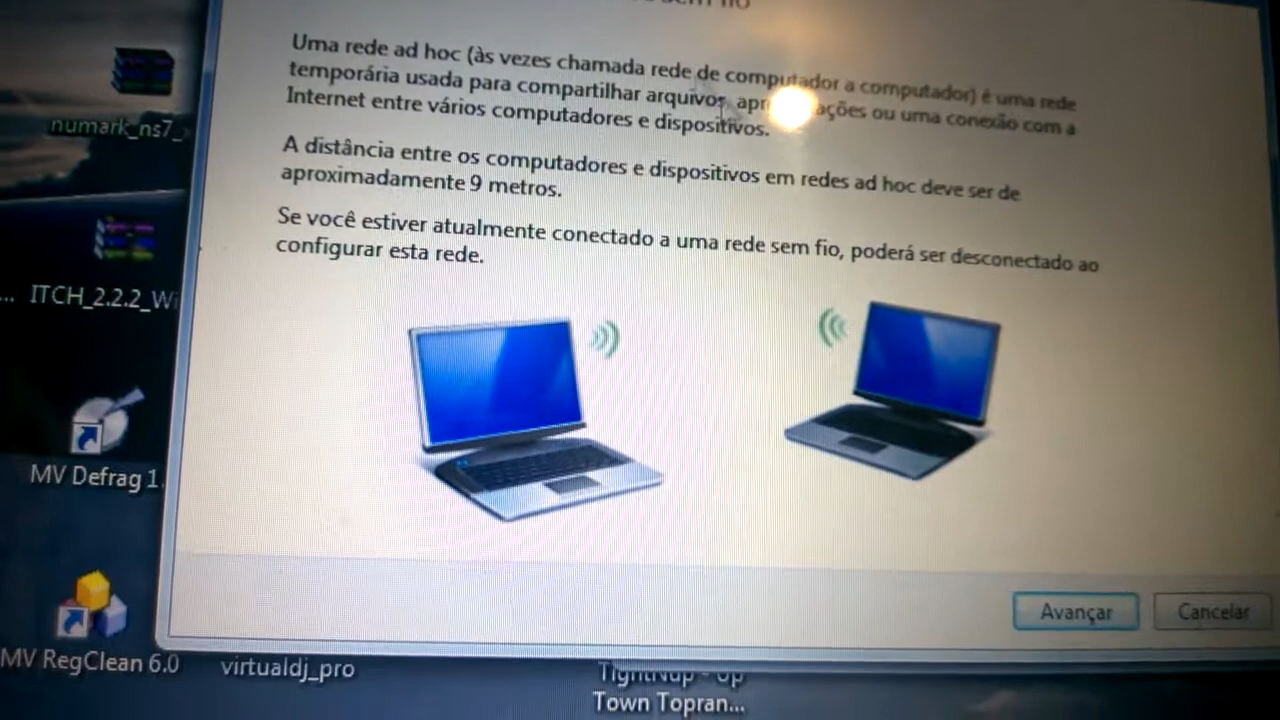 Uma rede ad hoc (às vezes chamada rede de computador a computador) é uma rede
temporária usada para compartilhar arquivos, ações ou uma conexão com a
Internet entre vários computadores e dispositivos.
A distância entre os computadores e dispositivos em redes ad hoc deve ser de
aproximadamente 9 metros.
Se você estiver atualmente conectado a uma rede sem fio, poderá ser desconectado ao
configurar esta rede.
numark_ns7_
... ITCH_2.2.2_Wi
MV Defrag 1.
MV RegClean 6.0
virtualdj_pro
Town Topran...
Avançar
Cancelar